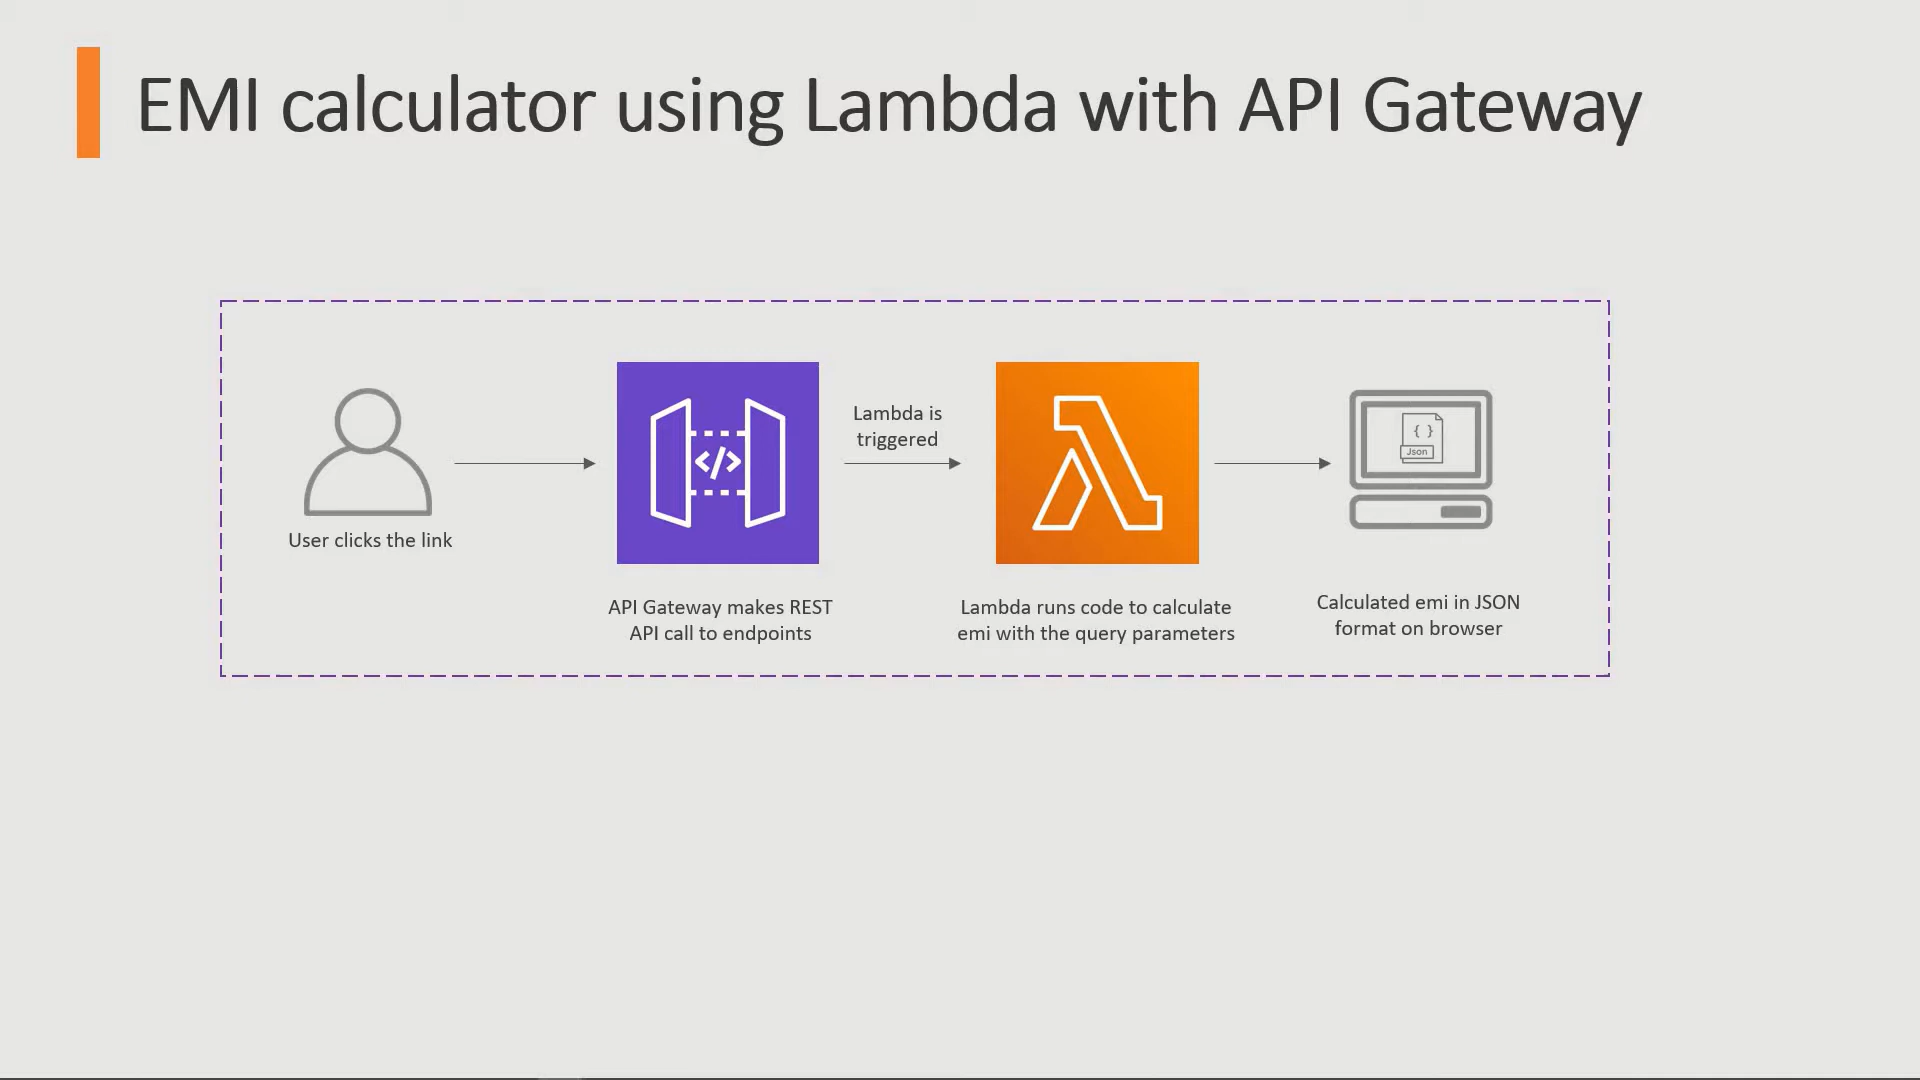 EMI calculator using Lambda with API Gateway
Lambda is
triggered
</>
{ }
Json
User clicks the link
API Gateway makes REST
API call to endpoints
Lambda runs code to calculate
emi with the query parameters
Calculated emi in JSON
format on browser